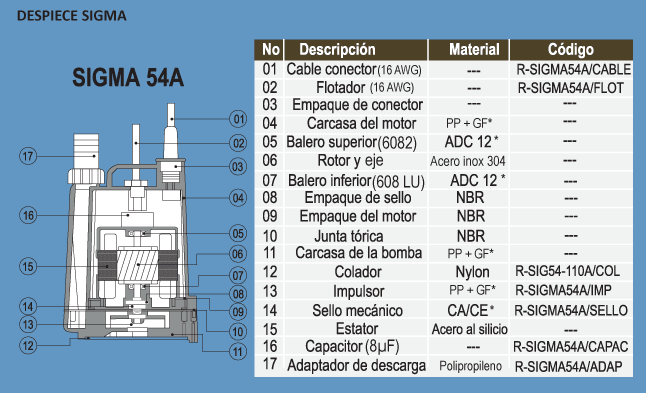 DESPIECE SIGMA
SIGMA 54A
01
02
17
03
04
16
05
06
15
07
08
14
09
13
10
12
11
No Descripción Material Código
01 Cable conector (16 AWG) --- R-SIGMA54A/CABLE
02 Flotador (16 AWG) --- R-SIGMA54A/FLOT
03 Empaque de conector --- ---
04 Carcasa del motor PP + GF* ---
05 Balero superior (6082) ADC 12 * ---
06 Rotor y eje Acero inox 304 ---
07 Balero inferior (608 LU) ADC 12 * ---
08 Empaque de sello NBR ---
09 Empaque del motor NBR ---
10 Junta tórica NBR ---
11 Carcasa de la bomba PP + GF* ---
12 Colador Nylon R-SIG54-110A/COL
13 Impulsor PP + GF* R-SIGMA54A/IMP
14 Sello mecánico CA/CE* R-SIGMA54A/SELLO
15 Estator Acero al silicio ---
16 Capacitor (8µF) --- R-SIGMA54A/CAPAC
17 Adaptador de descarga Polipropileno R-SIGMA54A/ADAP